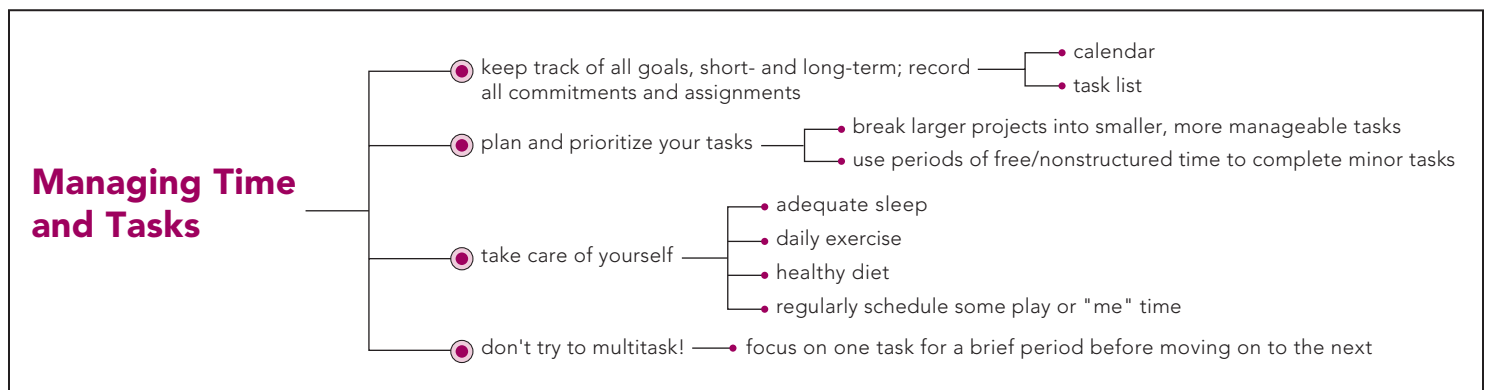 Managing Time
and Tasks
keep track of all goals, short- and long-term; record
all commitments and assignments
calendar
task list
plan and prioritize your tasks
break larger projects into smaller, more manageable tasks
use periods of free/nonstructured time to complete minor tasks
take care of yourself
adequate sleep
daily exercise
healthy diet
regularly schedule some play or "me" time
don't try to multitask!
focus on one task for a brief period before moving on to the next